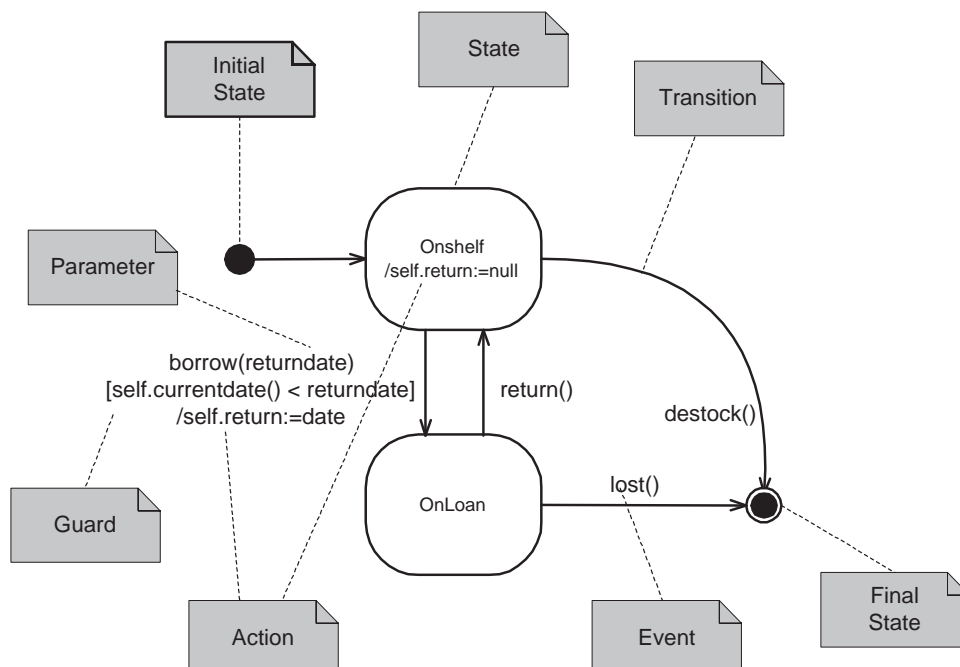 Initial
State
State
Transition
Parameter
Onshelf
/self.return:=null
borrow(returndate)
[self.currentdate() < returndate]
/self.return:=date
return()
destock()
Guard
OnLoan
lost()
Action
Event
Final
State